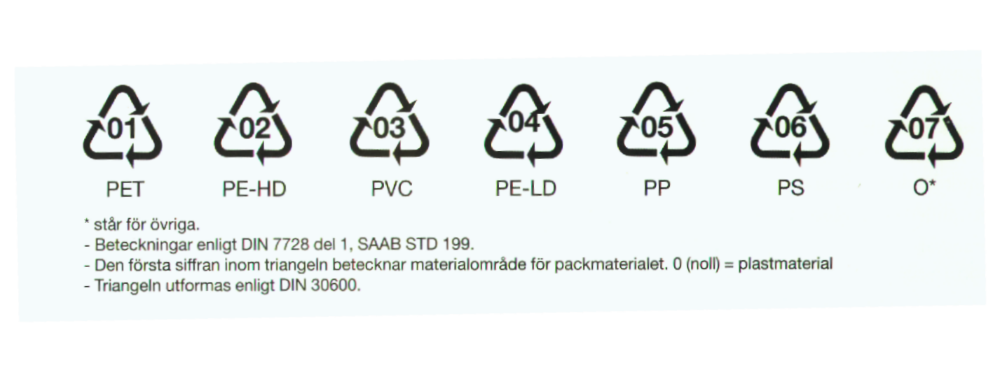 01 02 03 04 05 06 07
PET PE-HD PVC PE-LD PP PS O*
* står för övriga.
- Beteckningar enligt DIN 7728 del 1, SAAB STD 199.
- Den första siffran inom triangeln betecknar materialområde för packmaterialet. 0 (noll) = plastmaterial
- Triangeln utformas enligt DIN 30600.